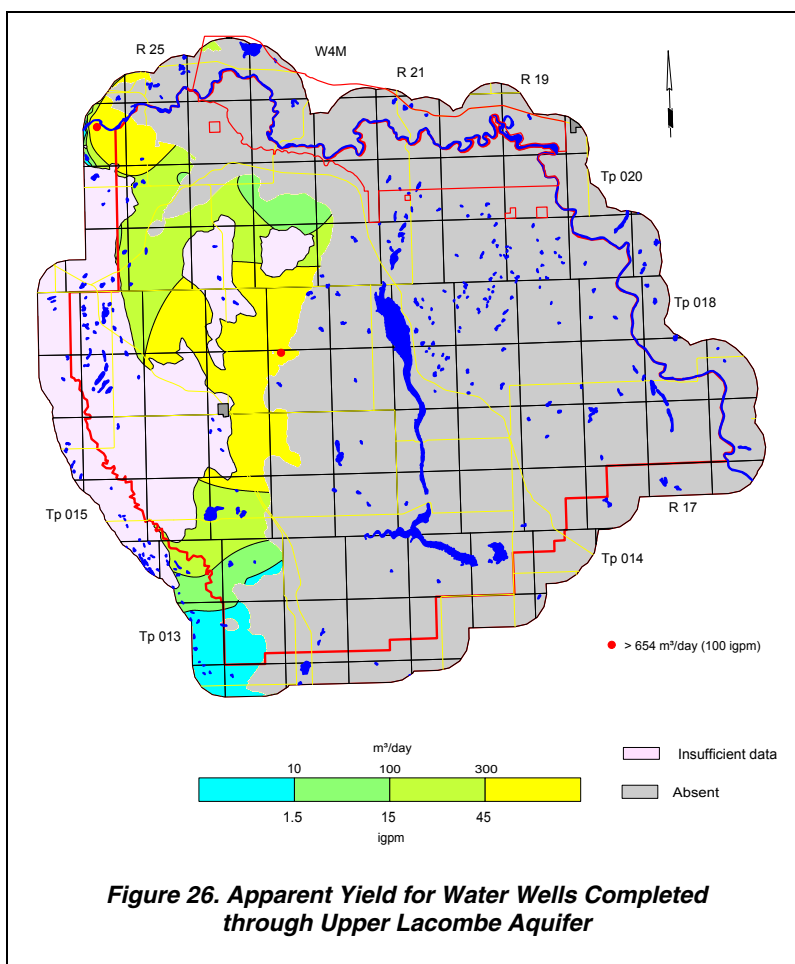 R 25
W4M
R 21
R 19
Tp 020
Tp 018
Tp 015
R 17
Tp 014
Tp 013
> 654 m³/day (100 igpm)
m³/day
10 100 300
1.5 15 45
igpm
Insufficient data
Absent
Figure 26. Apparent Yield for Water Wells Completed
through Upper Lacombe Aquifer